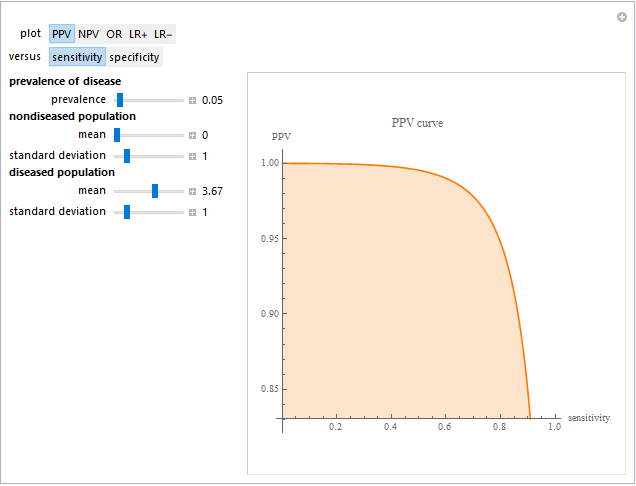 plot PPV NPV OR LR+ LR−
versus sensitivity specificity
prevalence of disease
prevalence 0.05
nondiseased population
mean 0
standard deviation 1
diseased population
mean 3.67
standard deviation 1
PPV curve
PPV
1.00
0.95
0.90
0.85
0.2 0.4 0.6 0.8 1.0
sensitivity